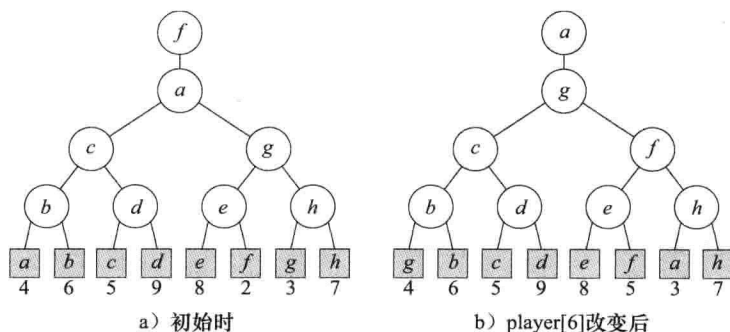 f a
a g
c g c f
b d e h b d e h
a b c d e f g h g b c d e f a h
4 6 5 9 8 2 3 7 4 6 5 9 8 5 3 7
a）初始时 b）player[6]改变后